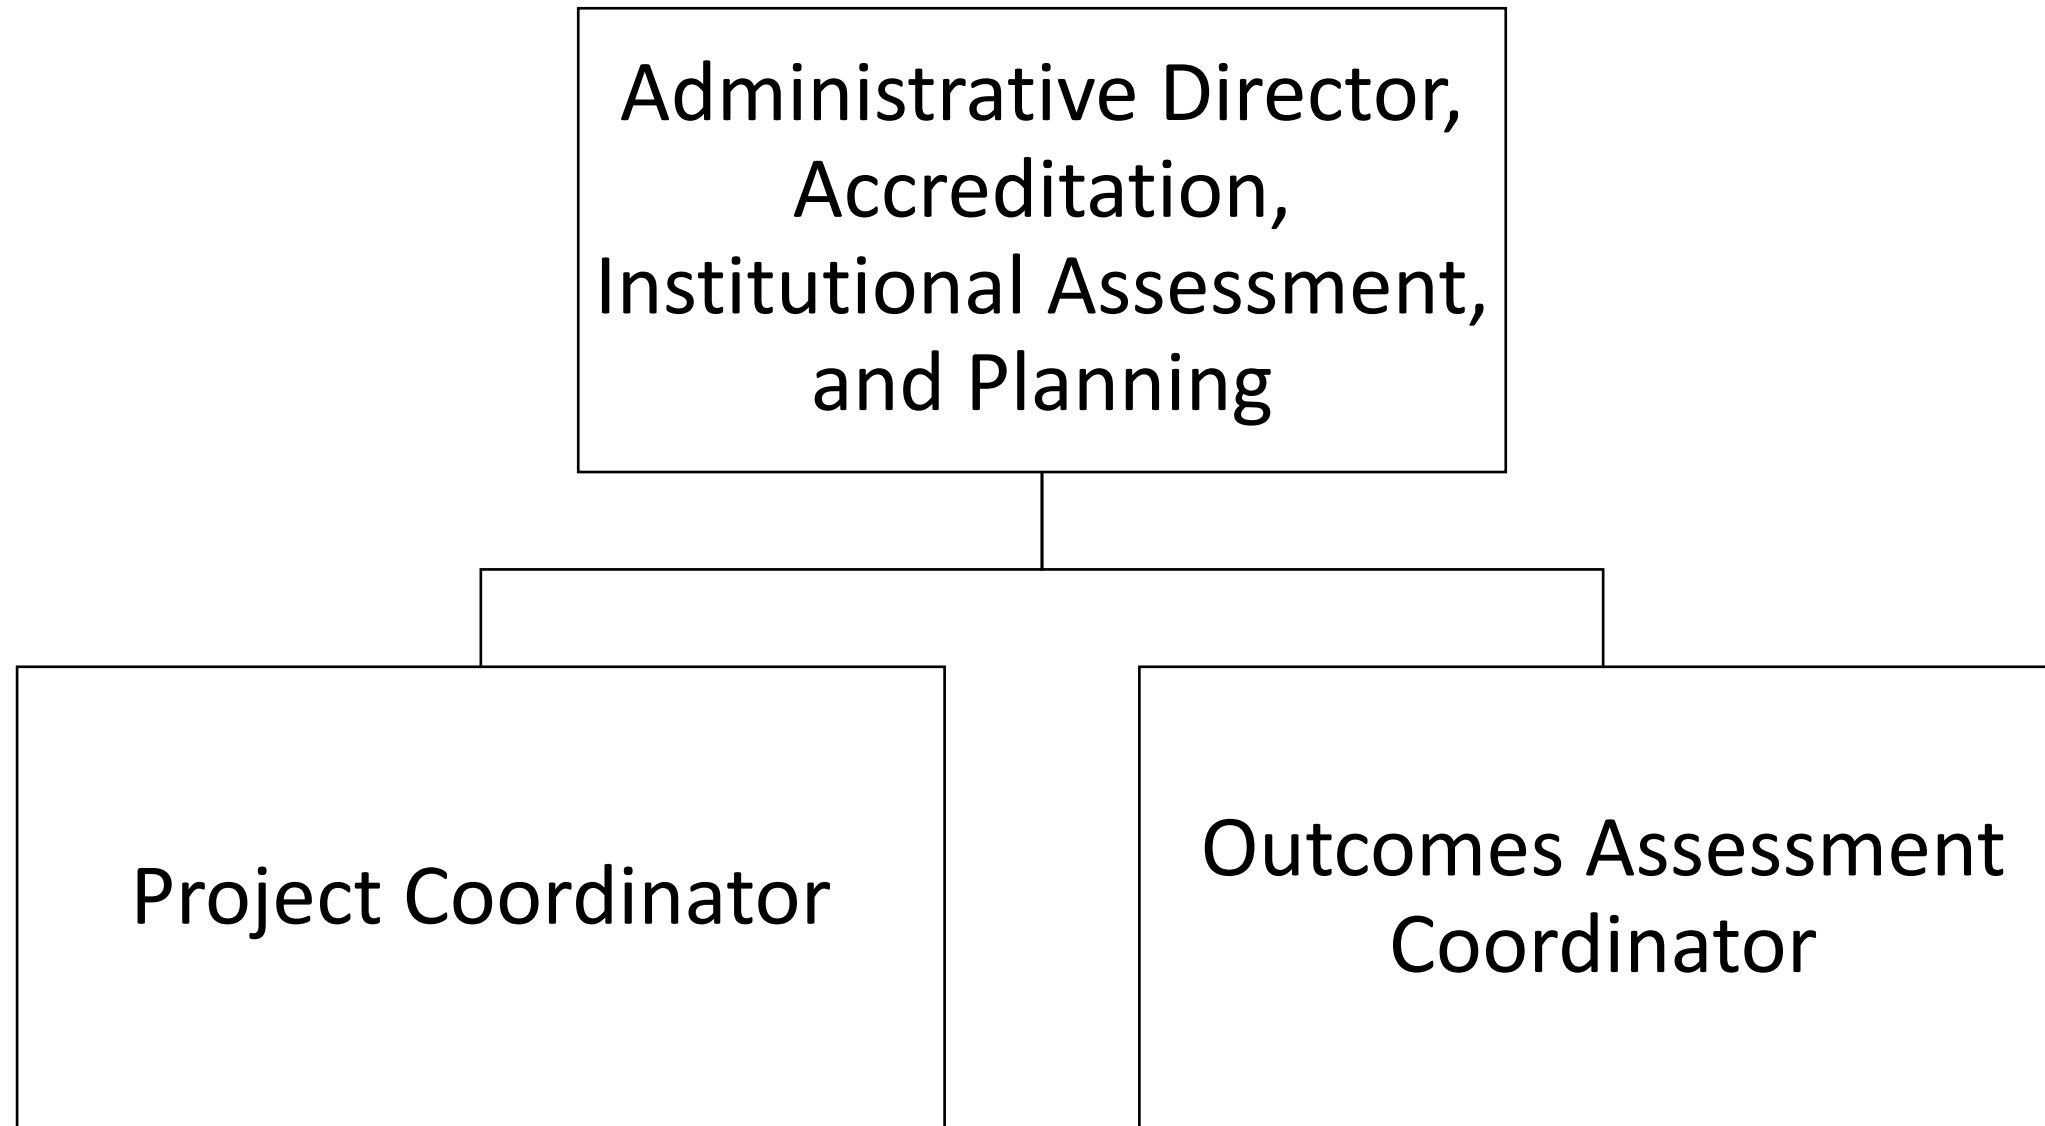 Administrative Director,
Accreditation,
Institutional Assessment,
and Planning
Project Coordinator
Outcomes Assessment
Coordinator